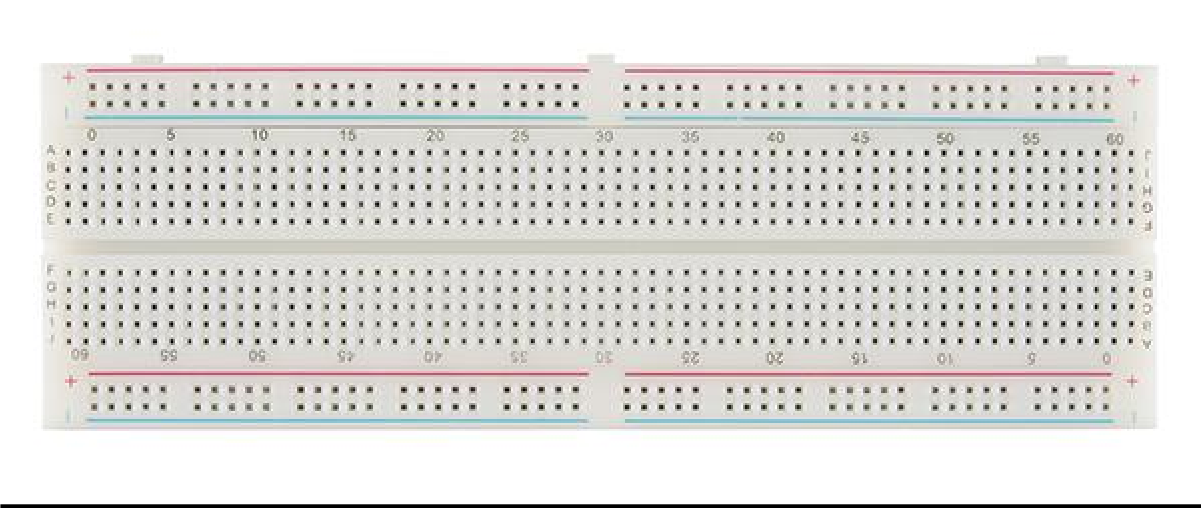 + +
- -
0 5 10 15 20 25 30 35 40 45 50 55 60
A J
B I
C H
D G
E F
F E
G D
H C
I B
J A
60 55 50 45 40 35 30 25 20 15 10 5 0
+ +
- -